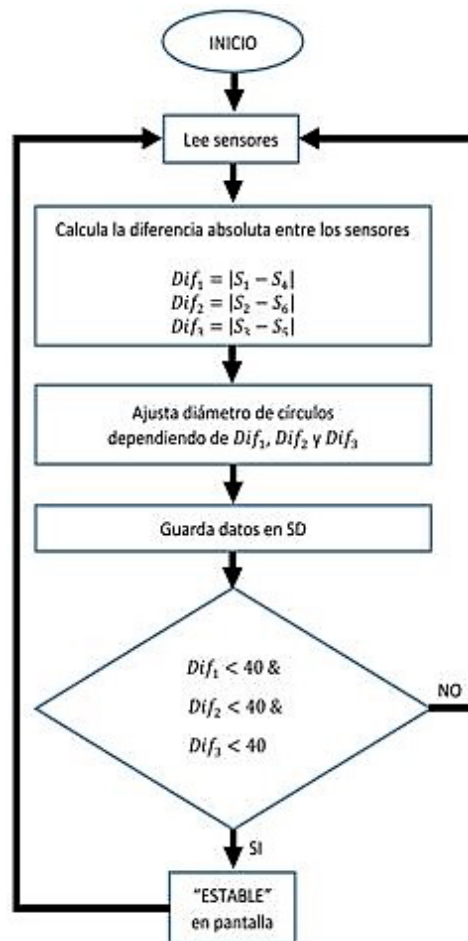 INICIO
Lee sensores
Calcula la diferencia absoluta entre los sensores
Dif₁ = |S₁ − S₄|
Dif₂ = |S₂ − S₆|
Dif₃ = |S₃ − S₅|
Ajusta diámetro de círculos
dependiendo de Dif₁, Dif₂ y Dif₃
Guarda datos en SD
Dif₁ < 40 &
Dif₂ < 40 &
Dif₃ < 40
NO
SI
"ESTABLE"
en pantalla